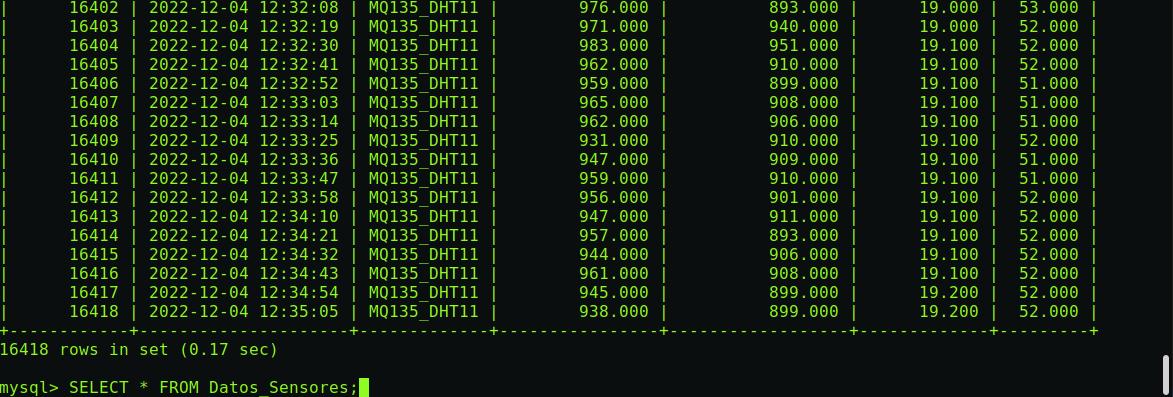 |      16402 | 2022-12-04 12:32:08 | MQ135_DHT11 |        976.000 |          893.000 |      19.000 |  53.000 |
|      16403 | 2022-12-04 12:32:19 | MQ135_DHT11 |        971.000 |          940.000 |      19.000 |  52.000 |
|      16404 | 2022-12-04 12:32:30 | MQ135_DHT11 |        983.000 |          951.000 |      19.100 |  52.000 |
|      16405 | 2022-12-04 12:32:41 | MQ135_DHT11 |        962.000 |          910.000 |      19.100 |  52.000 |
|      16406 | 2022-12-04 12:32:52 | MQ135_DHT11 |        959.000 |          899.000 |      19.100 |  51.000 |
|      16407 | 2022-12-04 12:33:03 | MQ135_DHT11 |        965.000 |          908.000 |      19.100 |  51.000 |
|      16408 | 2022-12-04 12:33:14 | MQ135_DHT11 |        962.000 |          906.000 |      19.100 |  51.000 |
|      16409 | 2022-12-04 12:33:25 | MQ135_DHT11 |        931.000 |          910.000 |      19.100 |  52.000 |
|      16410 | 2022-12-04 12:33:36 | MQ135_DHT11 |        947.000 |          909.000 |      19.100 |  51.000 |
|      16411 | 2022-12-04 12:33:47 | MQ135_DHT11 |        959.000 |          910.000 |      19.100 |  51.000 |
|      16412 | 2022-12-04 12:33:58 | MQ135_DHT11 |        956.000 |          901.000 |      19.100 |  52.000 |
|      16413 | 2022-12-04 12:34:10 | MQ135_DHT11 |        947.000 |          911.000 |      19.100 |  52.000 |
|      16414 | 2022-12-04 12:34:21 | MQ135_DHT11 |        957.000 |          893.000 |      19.100 |  52.000 |
|      16415 | 2022-12-04 12:34:32 | MQ135_DHT11 |        944.000 |          906.000 |      19.100 |  52.000 |
|      16416 | 2022-12-04 12:34:43 | MQ135_DHT11 |        961.000 |          908.000 |      19.100 |  52.000 |
|      16417 | 2022-12-04 12:34:54 | MQ135_DHT11 |        945.000 |          899.000 |      19.200 |  52.000 |
|      16418 | 2022-12-04 12:35:05 | MQ135_DHT11 |        938.000 |          899.000 |      19.200 |  52.000 |
+------------+---------------------+-------------+----------------+------------------+-------------+---------+
16418 rows in set (0.17 sec)
mysql> SELECT * FROM Datos_Sensores;